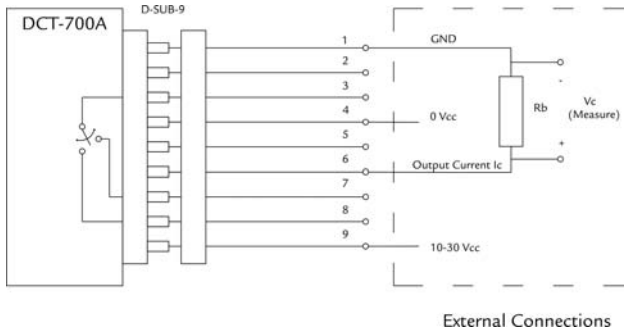 DCT-700A
D-SUB-9
1
GND
2
3
4
0 Vcc
5
6
Output Current Ic
7
8
9
10-30 Vcc
Rb
-
Vc
(Measure)
+
External Connections